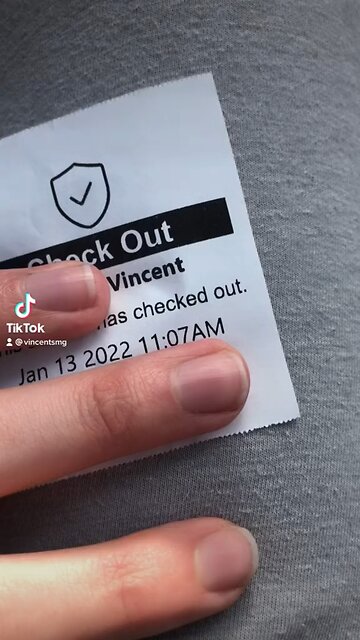 Check Out
Vincent
has checked out.
Jan 13 2022 11:07AM
TikTok
@vincentsmg